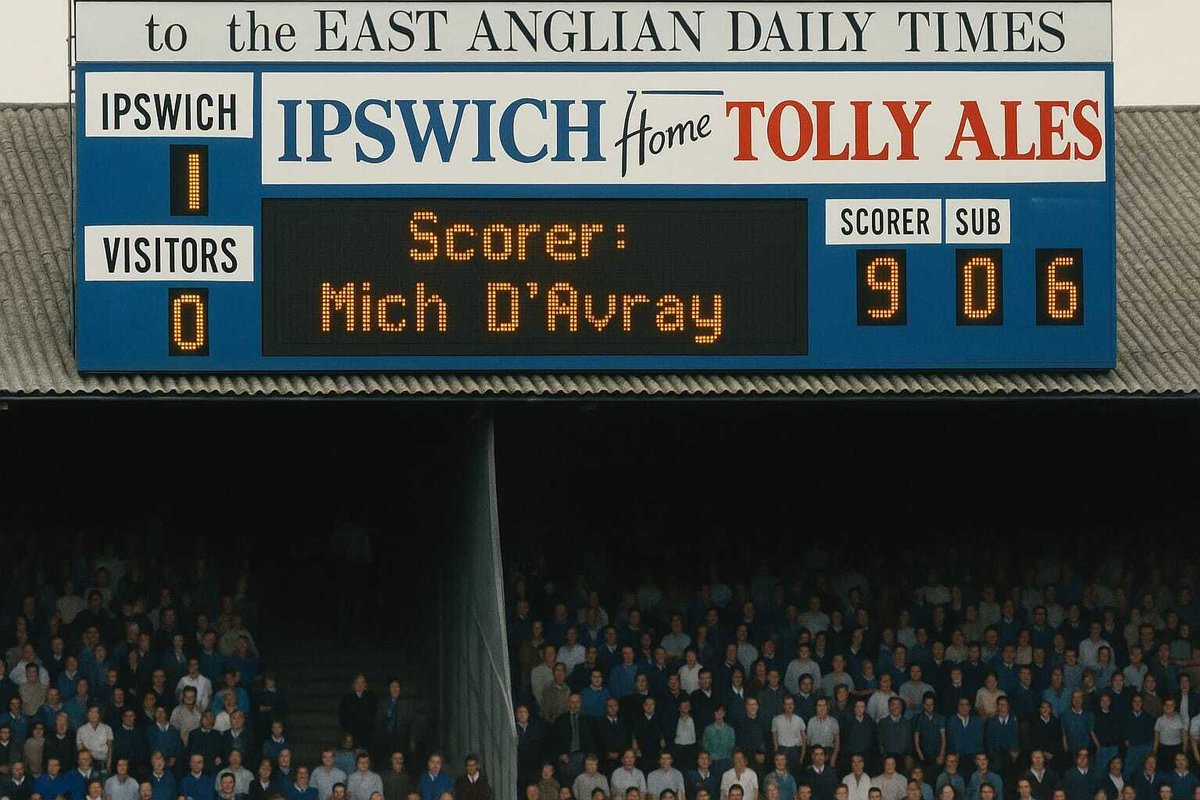 to the EAST ANGLIAN DAILY TIMES
IPSWICH
IPSWICH Home TOLLY ALES
1
VISITORS
0
Scorer:
Mich D'Avray
SCORER SUB
9 0 6